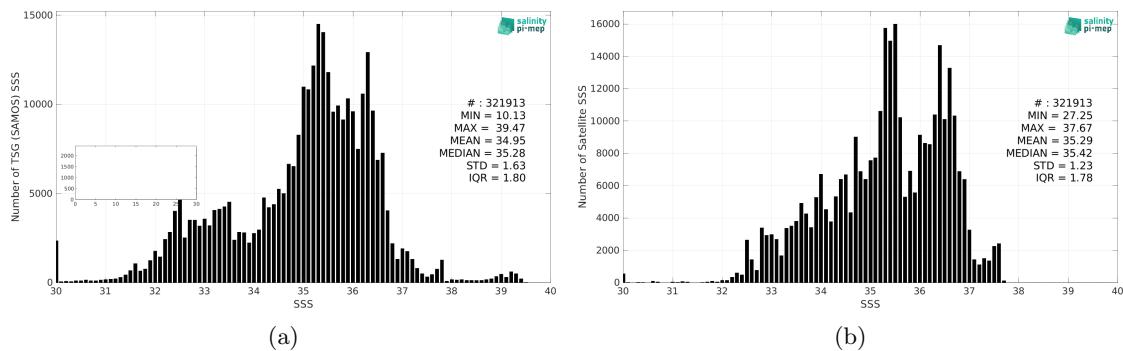 15000
10000
5000
0
Number of TSG (SAMOS) SSS
salinity
pi-mep
# : 321913
MIN = 10.13
MAX = 39.47
MEAN = 34.95
MEDIAN = 35.28
STD = 1.63
IQR = 1.80
2000
1500
1000
500
0
0 5 10 15 20 25 30
30 31 32 33 34 35 36 37 38 39 40
SSS
(a)
16000
14000
12000
10000
8000
6000
4000
2000
0
Number of Satellite SSS
salinity
pi-mep
# : 321913
MIN = 27.25
MAX = 37.67
MEAN = 35.29
MEDIAN = 35.42
STD = 1.23
IQR = 1.78
30 31 32 33 34 35 36 37 38 39 40
SSS
(b)